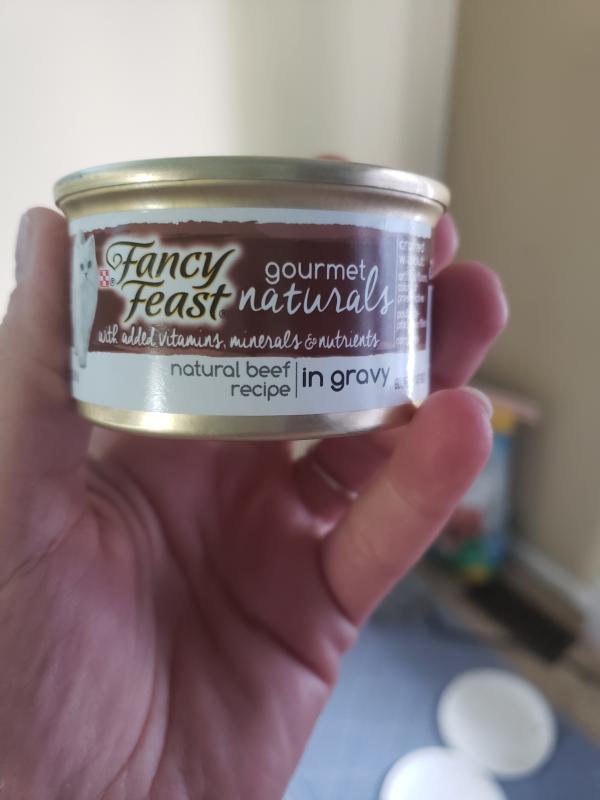 Fancy
Feast
gourmet
naturals
with added vitamins, minerals & nutrients
natural beef
recipe
in gravy